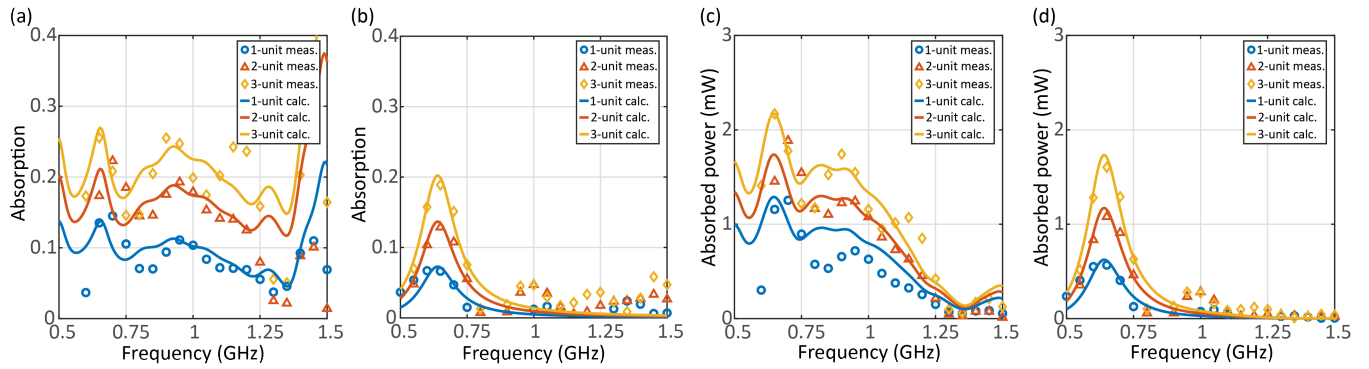 (a)
0.4
0.3
0.2
0.1
0
Absorption
0.5 0.75 1 1.25 1.5
Frequency (GHz)
1-unit meas.
2-unit meas.
3-unit meas.
1-unit calc.
2-unit calc.
3-unit calc.
(b)
0.4
0.3
0.2
0.1
0
Absorption
0.5 0.75 1 1.25 1.5
Frequency (GHz)
1-unit meas.
2-unit meas.
3-unit meas.
1-unit calc.
2-unit calc.
3-unit calc.
(c)
3
2
1
0
Absorbed power (mW)
0.5 0.75 1 1.25 1.5
Frequency (GHz)
1-unit meas.
2-unit meas.
3-unit meas.
1-unit calc.
2-unit calc.
3-unit calc.
(d)
3
2
1
0
Absorbed power (mW)
0.5 0.75 1 1.25 1.5
Frequency (GHz)
1-unit meas.
2-unit meas.
3-unit meas.
1-unit calc.
2-unit calc.
3-unit calc.